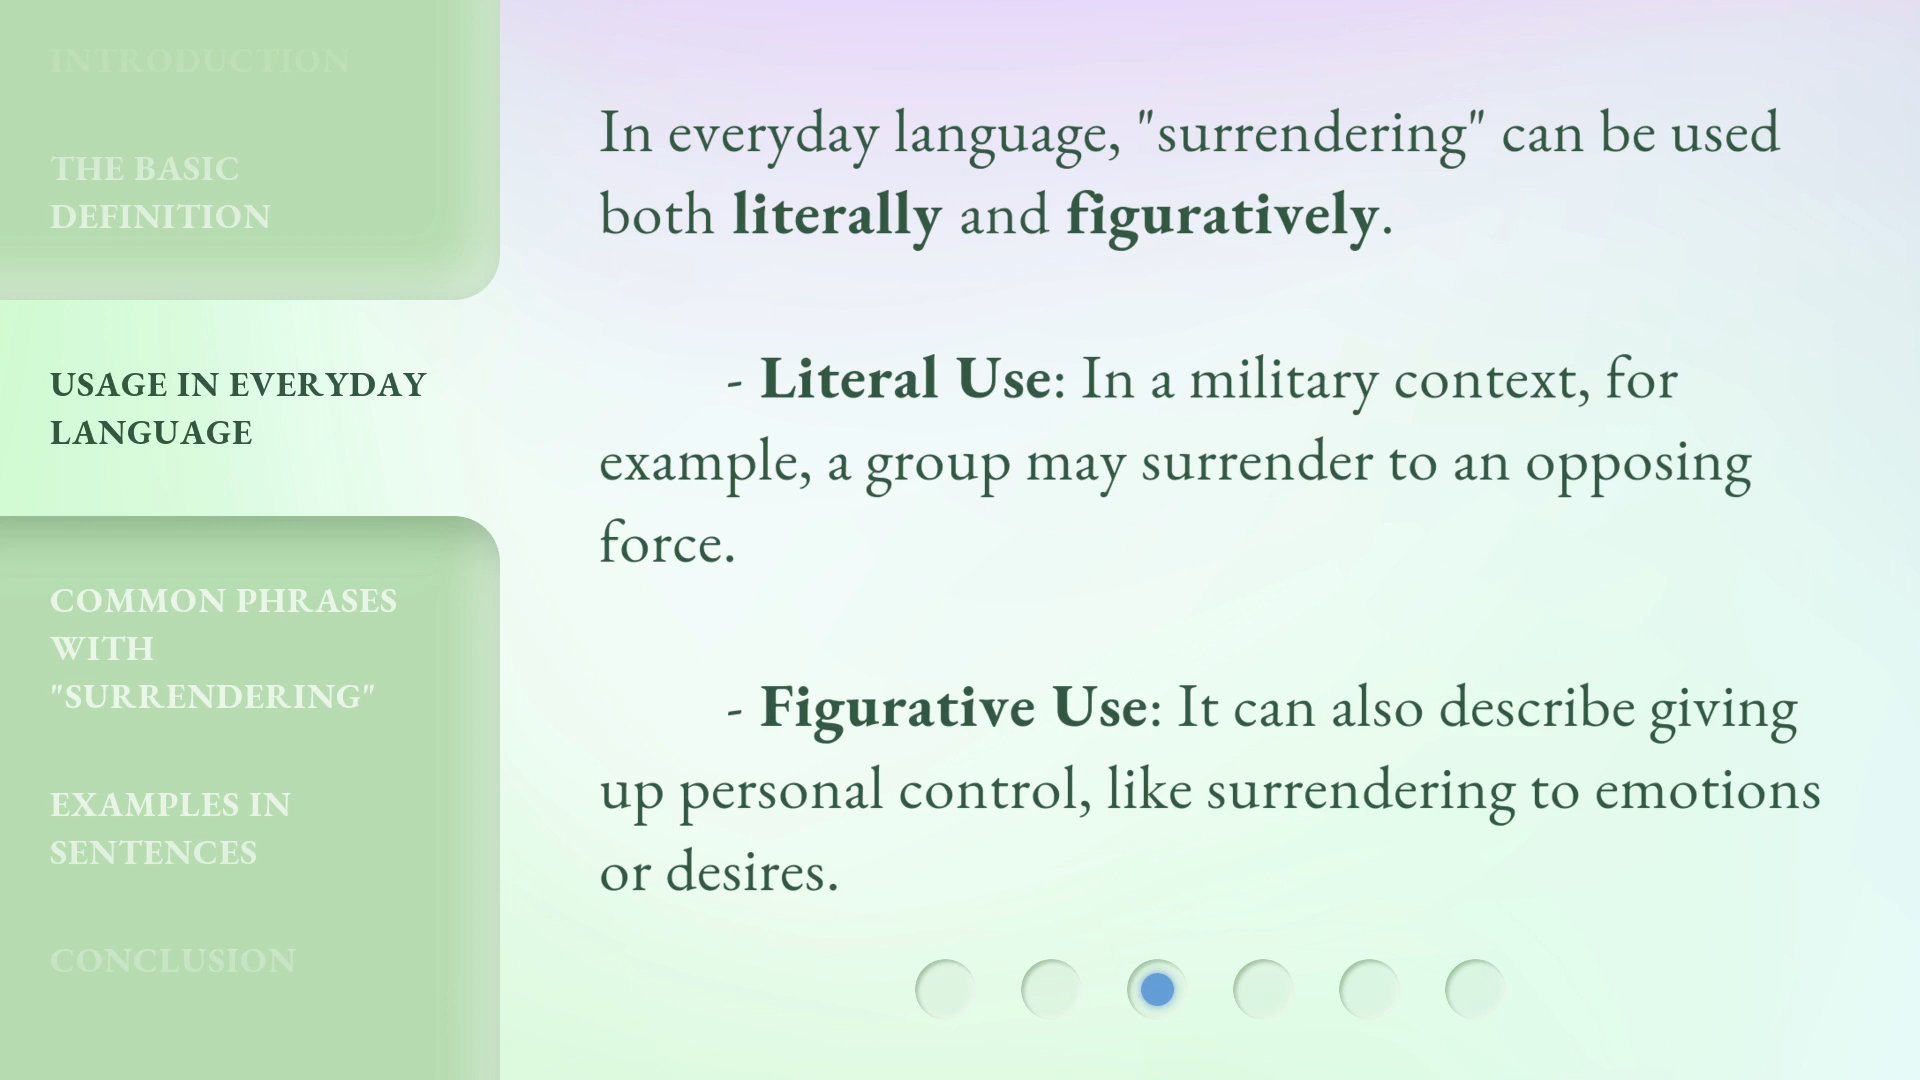 INTRODUCTION
THE BASIC
DEFINITION
USAGE IN EVERYDAY
LANGUAGE
COMMON PHRASES
WITH
"SURRENDERING"
EXAMPLES IN
SENTENCES
CONCLUSION
In everyday language, "surrendering" can be used
both literally and figuratively.
- Literal Use: In a military context, for
example, a group may surrender to an opposing
force.
- Figurative Use: It can also describe giving
up personal control, like surrendering to emotions
or desires.